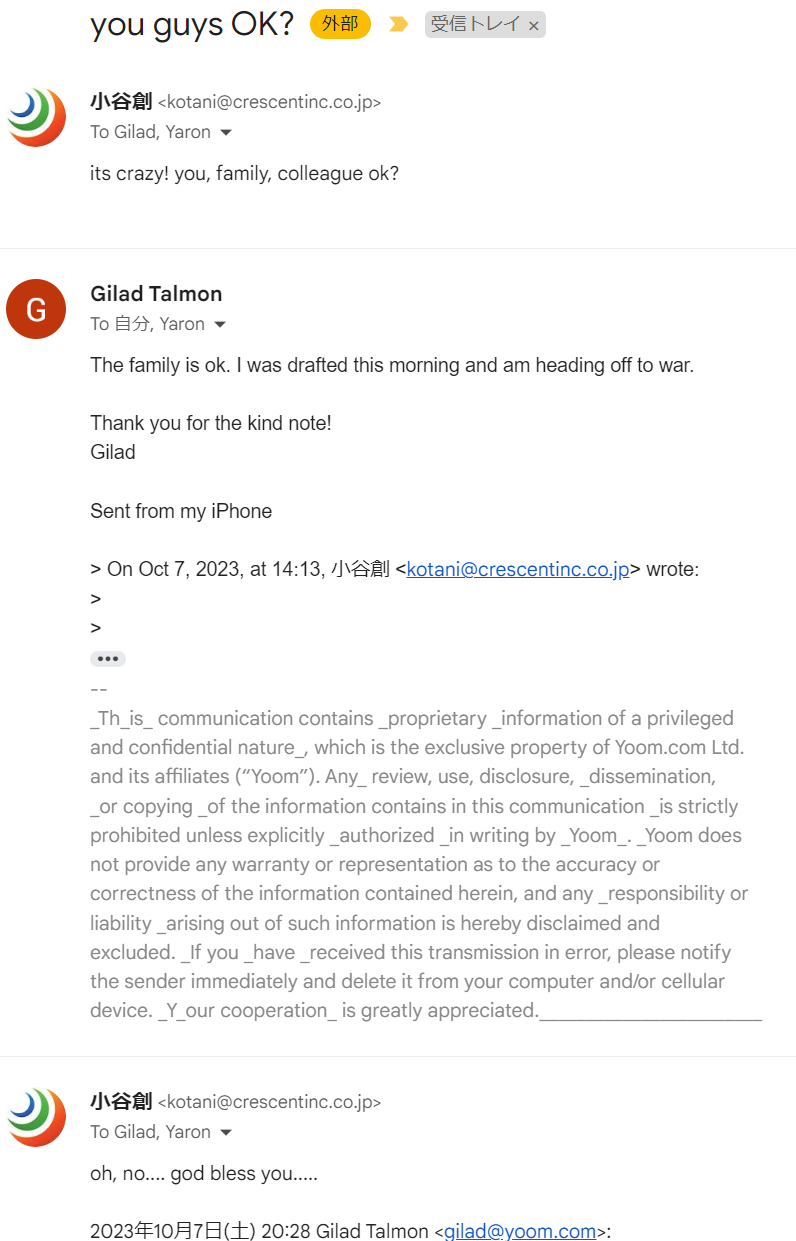 you guys OK? 外部 受信トレイ ×
小谷創 <kotani@crescentinc.co.jp>
To Gilad, Yaron
its crazy! you, family, colleague ok?
G
Gilad Talmon
To 自分, Yaron
The family is ok. I was drafted this morning and am heading off to war.
Thank you for the kind note!
Gilad
Sent from my iPhone
> On Oct 7, 2023, at 14:13, 小谷創 <kotani@crescentinc.co.jp> wrote:
>
>
•••
--
_Th_is_ communication contains _proprietary _information of a privileged
and confidential nature_, which is the exclusive property of Yoom.com Ltd.
and its affiliates (“Yoom”). Any_ review, use, disclosure, _dissemination,
_or copying _of the information contains in this communication _is strictly
prohibited unless explicitly _authorized _in writing by _Yoom_. _Yoom does
not provide any warranty or representation as to the accuracy or
correctness of the information contained herein, and any _responsibility or
liability _arising out of such information is hereby disclaimed and
excluded. _If you _have _received this transmission in error, please notify
the sender immediately and delete it from your computer and/or cellular
device. _Y_our cooperation_ is greatly appreciated.________________________
小谷創 <kotani@crescentinc.co.jp>
To Gilad, Yaron
oh, no.... god bless you.....
2023年10月7日(土) 20:28 Gilad Talmon <gilad@yoom.com>: